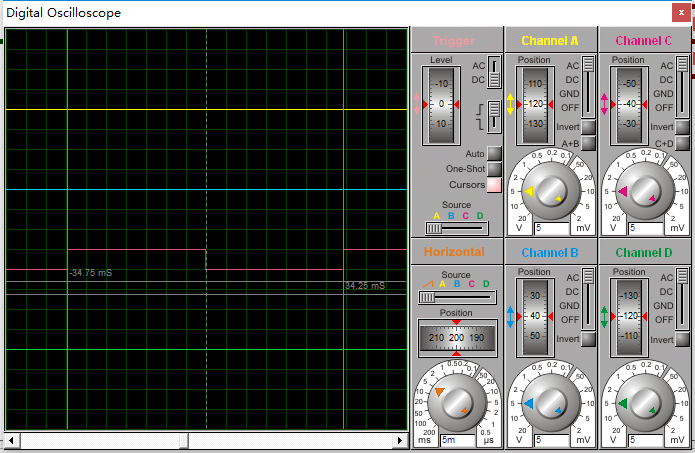 Digital Oscilloscope
x
-34.75 mS
34.25 mS
Trigger
Level
-10
0
10
AC
DC
Auto
One-Shot
Cursors
Source
A B C D
Channel A
Position
110
120
130
AC
DC
GND
OFF
Invert
A+B
20 10 5 2 1 0.5 0.2 0.1 50 20 10 5 2
V 5 mV
Channel C
Position
-50
-40
-30
AC
DC
GND
OFF
Invert
C+D
20 10 5 2 1 0.5 0.2 0.1 50 20 10 5 2
V 5 mV
Horizontal
Source
A B C D
Position
210 200 190
200 100 50 20 10 5 2 1 0.5 0.2 0.1 50 20 10 5 2 1 0.5
ms 5m µs
Channel B
Position
30
40
50
AC
DC
GND
OFF
Invert
20 10 5 2 1 0.5 0.2 0.1 50 20 10 5 2
V 5 mV
Channel D
Position
-130
-120
-110
AC
DC
GND
OFF
Invert
20 10 5 2 1 0.5 0.2 0.1 50 20 10 5 2
V 5 mV